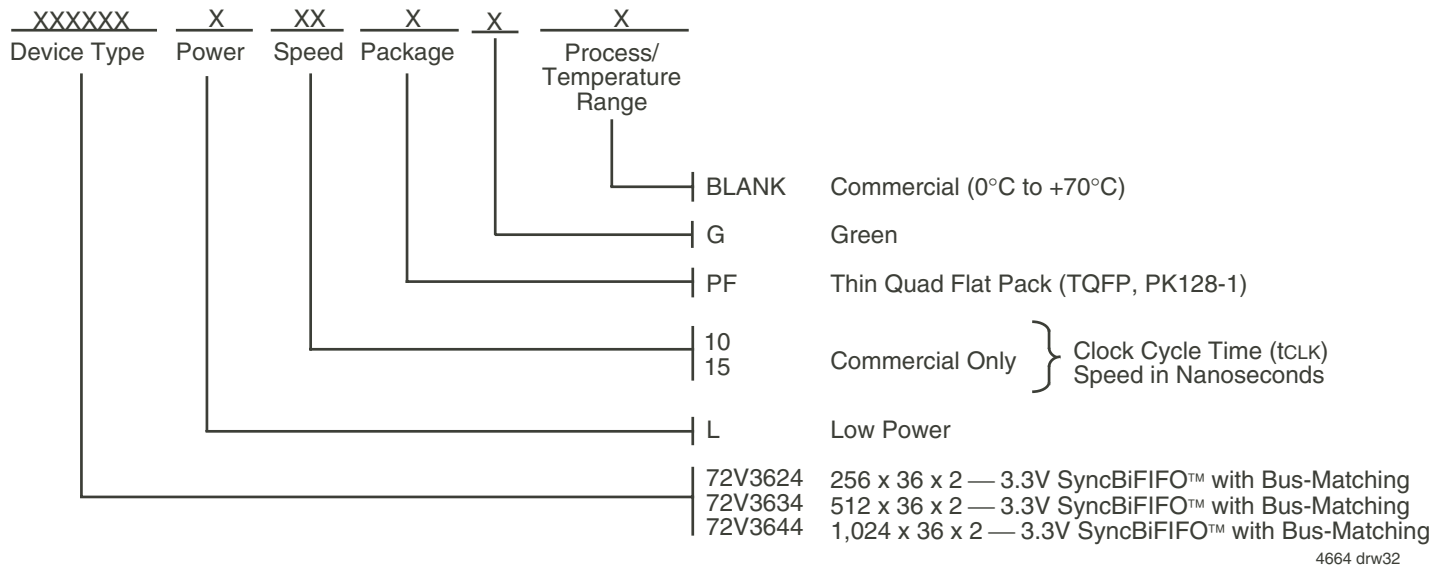 XXXXXX X XX X X X
Device Type Power Speed Package Process/
Temperature
Range
BLANK Commercial (0°C to +70°C)
G Green
PF Thin Quad Flat Pack (TQFP, PK128-1)
10
15
Commercial Only
Clock Cycle Time (tCLK)
Speed in Nanoseconds
L Low Power
72V3624 256 x 36 x 2 — 3.3V SyncBiFIFO™ with Bus-Matching
72V3634 512 x 36 x 2 — 3.3V SyncBiFIFO™ with Bus-Matching
72V3644 1,024 x 36 x 2 — 3.3V SyncBiFIFO™ with Bus-Matching
4664 drw32